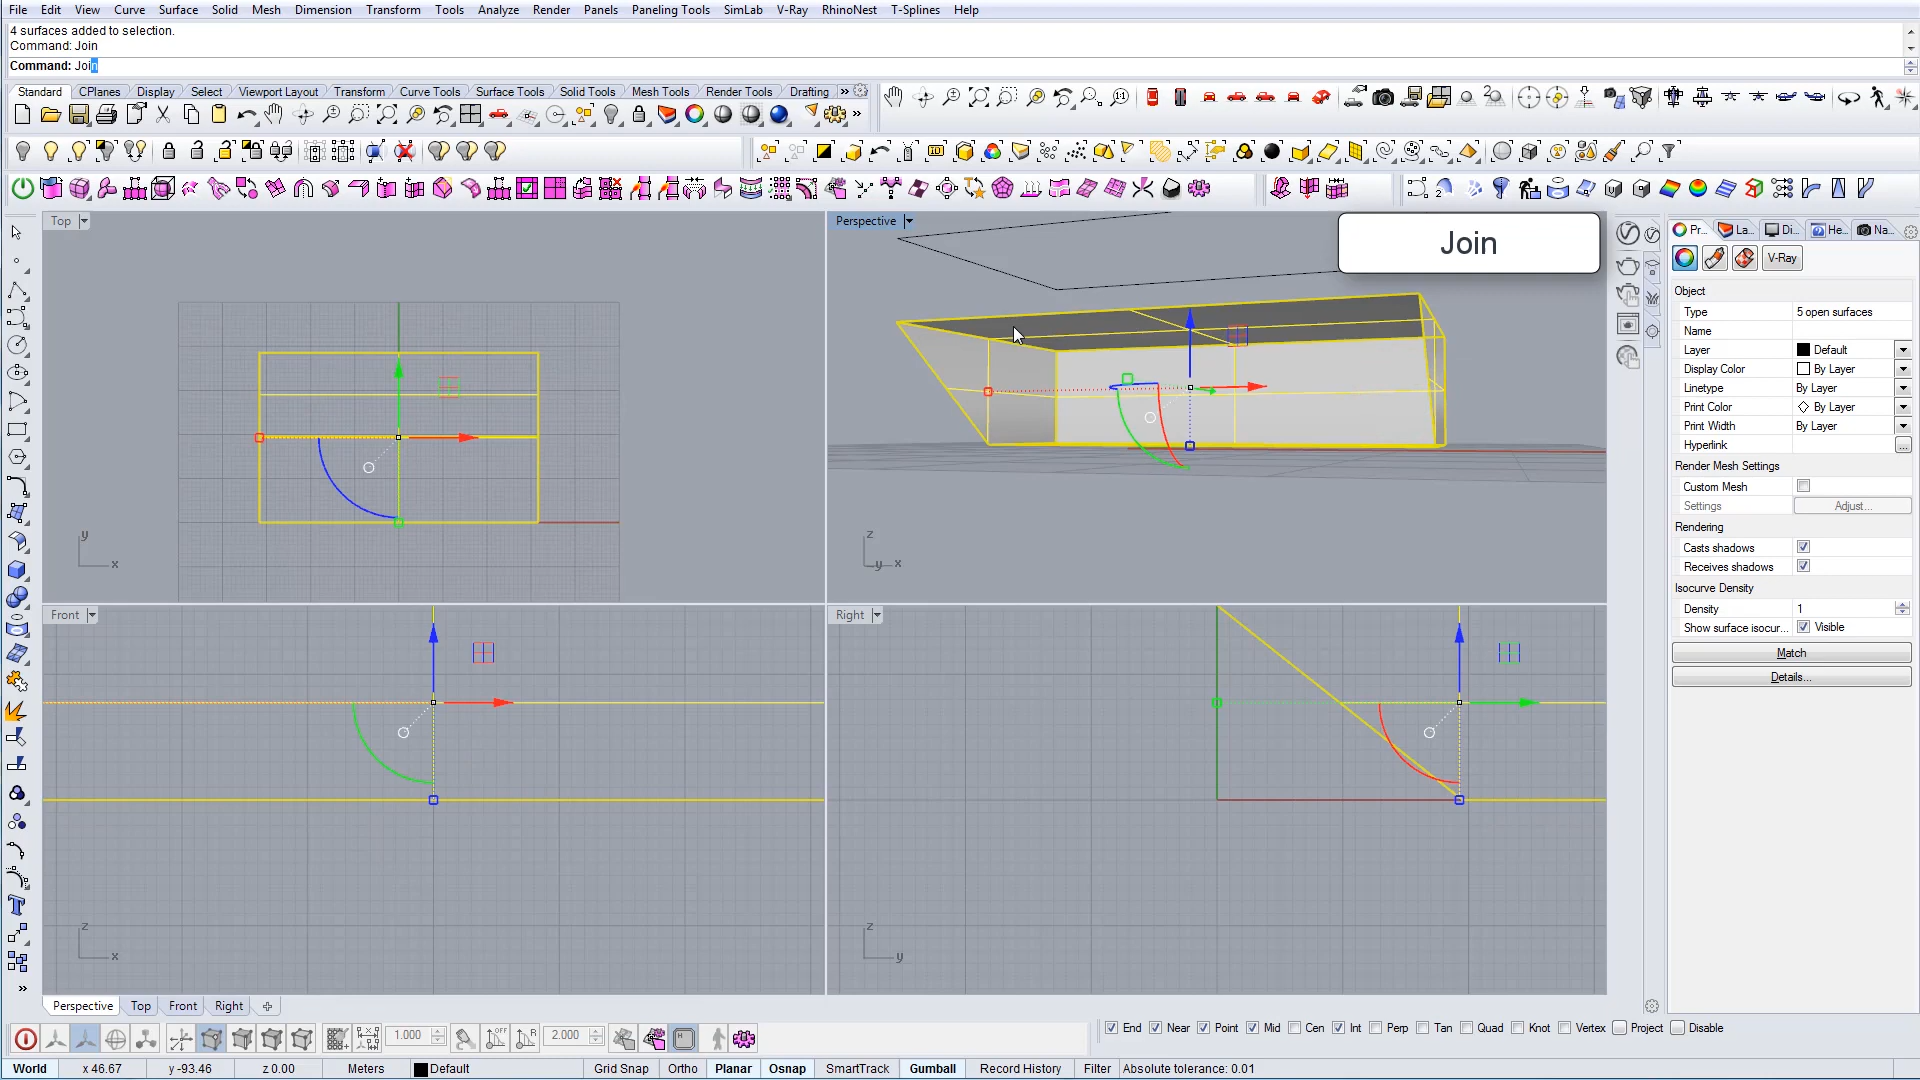 File Edit View Curve Surface Solid Mesh Dimension Transform Tools Analyze Render Panels Paneling Tools SimLab V-Ray RhinoNest T-Splines Help
4 surfaces added to selection.
Command: Join
Command: Join
Standard CPlanes Display Select Viewport Layout Transform Curve Tools Surface Tools Solid Tools Mesh Tools Render Tools Drafting
Top
Perspective
Join
Pr... La... Di... He... Na...
V-Ray
Object
Type 5 open surfaces
Name
Layer Default
Display Color By Layer
Linetype By Layer
Print Color By Layer
Print Width By Layer
Hyperlink ...
Render Mesh Settings
Custom Mesh
Settings Adjust...
Rendering
Casts shadows
Receives shadows
Isocurve Density
Density 1
Show surface isocur... Visible
Match
Details...
y
x
z
y x
Front
Right
z
x
z
y
Perspective Top Front Right
1.000
2.000
End Near Point Mid Cen Int Perp Tan Quad Knot Vertex Project Disable
World x 46.67 y -93.46 z 0.00 Meters Default Grid Snap Ortho Planar Osnap SmartTrack Gumball Record History Filter Absolute tolerance: 0.01